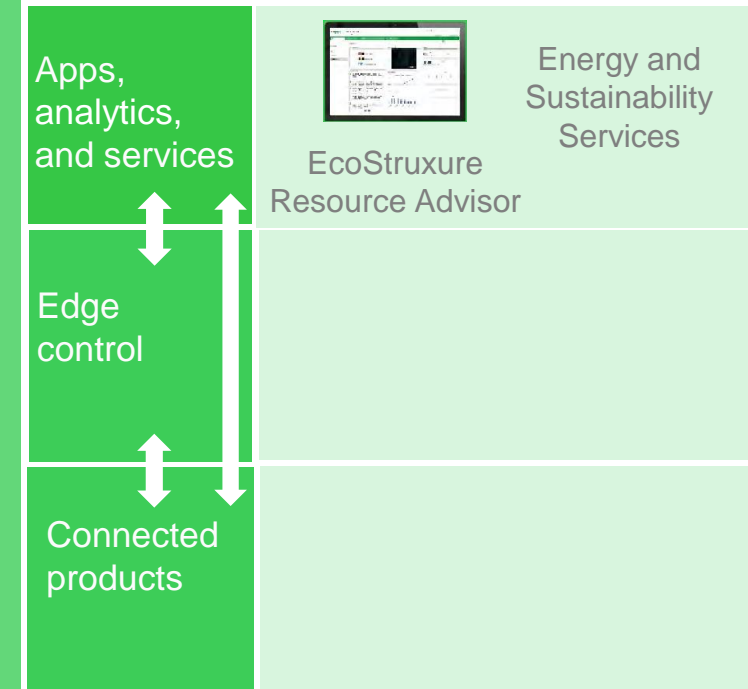 Apps,
analytics,
and services
EcoStruxure
Resource Advisor
Energy and
Sustainability
Services
Edge
control
Connected
products